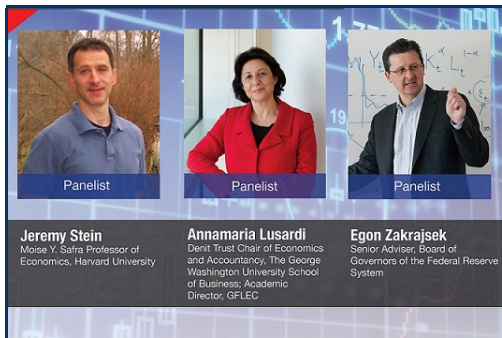 Panelist
Panelist
Panelist
Jeremy Stein
Moise Y. Safra Professor of
Economics, Harvard University
Annamaria Lusardi
Denit Trust Chair of Economics
and Accountancy, The George
Washington University School
of Business; Academic
Director, GFLEC
Egon Zakrajsek
Senior Adviser, Board of
Governors of the Federal Reserve
System